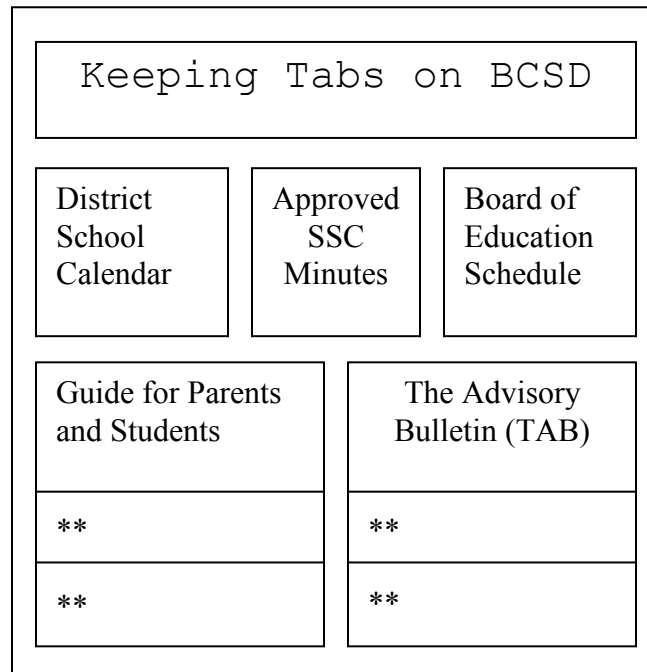 Keeping Tabs on BCSD
District
School
Calendar
Approved
SSC
Minutes
Board of
Education
Schedule
Guide for Parents
and Students
The Advisory
Bulletin (TAB)
**
**
**
**